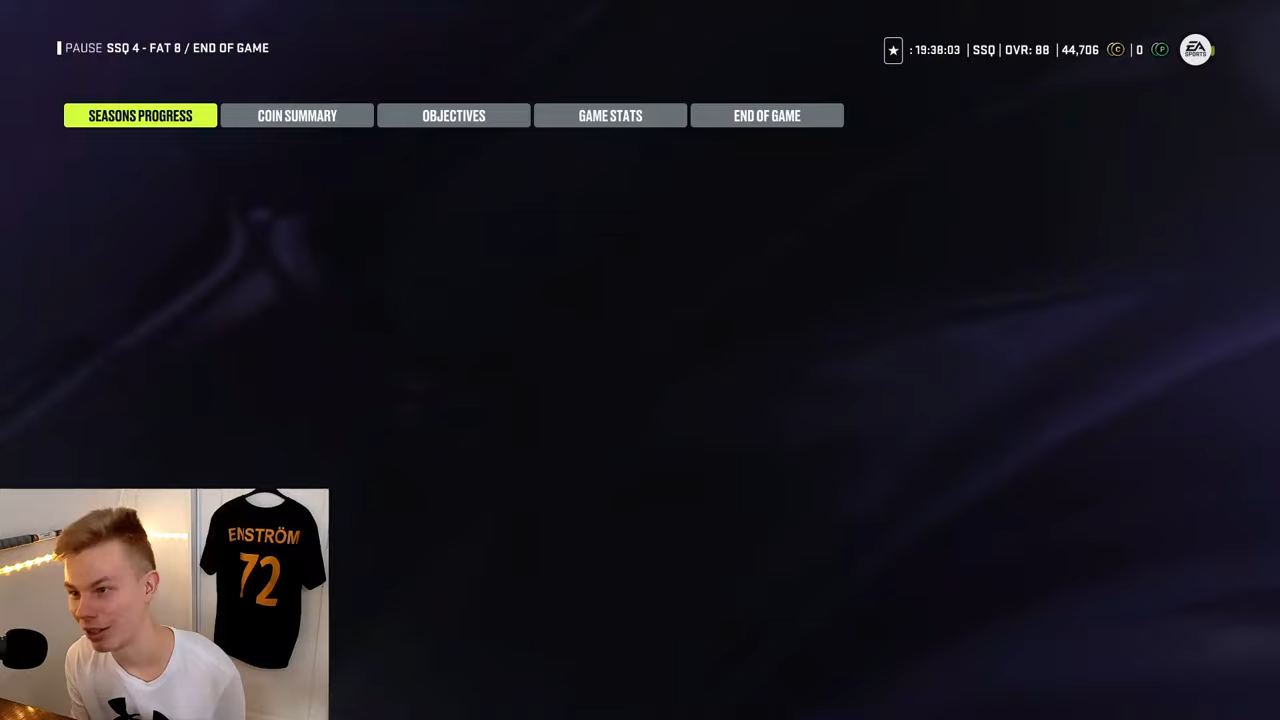 PAUSE SSQ 4 - FAT 8 / END OF GAME
★ : 19:38:03 | SSQ | OVR: 88 | 44,706 C | 0 P EA SPORTS
SEASONS PROGRESS COIN SUMMARY OBJECTIVES GAME STATS END OF GAME
ENSTRÖM
72